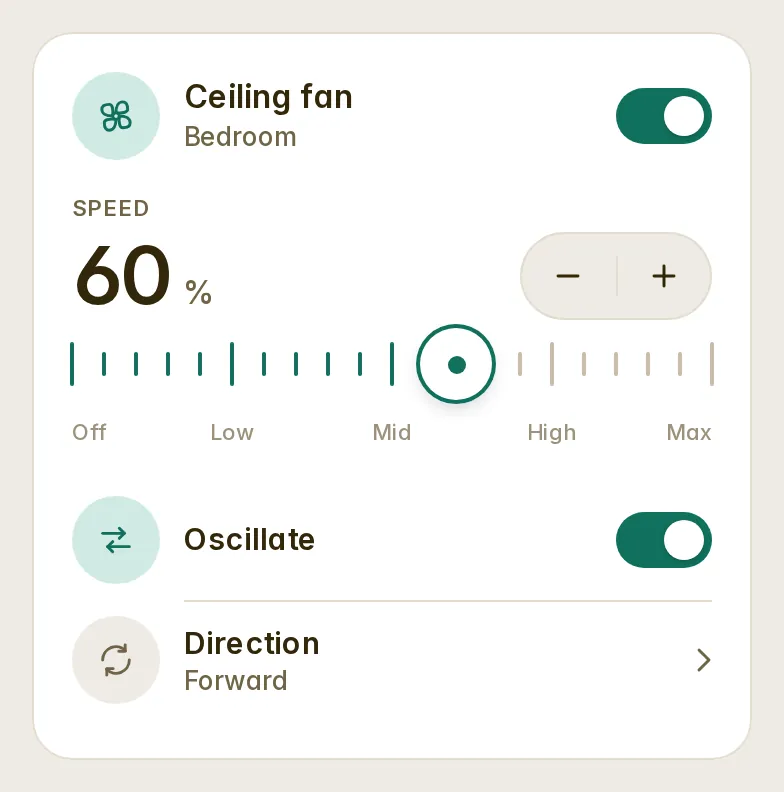 Ceiling fan
Bedroom
SPEED
60 %
Off Low Mid High Max
Oscillate
Direction
Forward